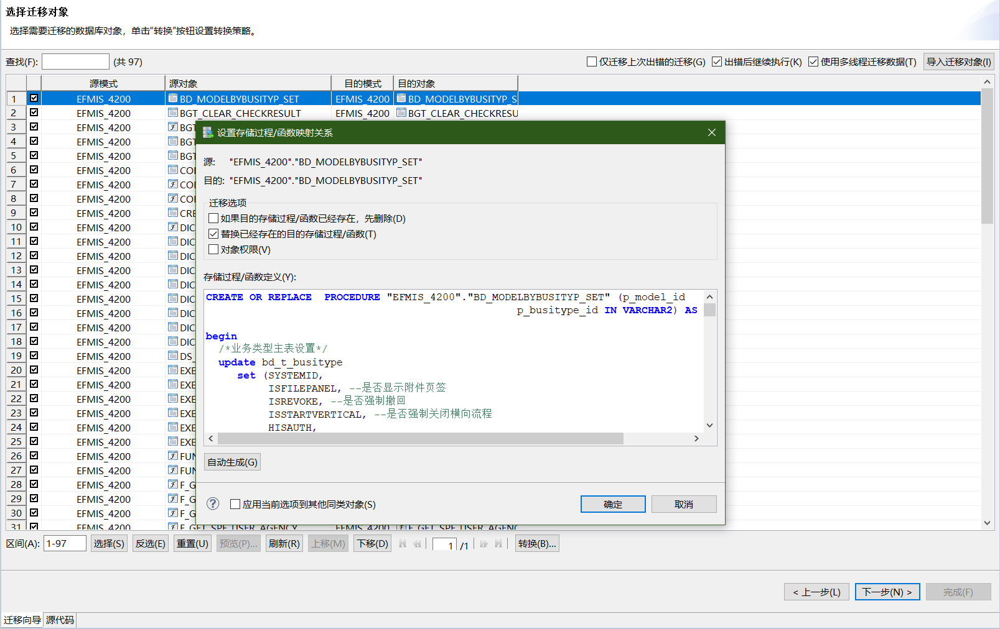 选择迁移对象
选择需要迁移的数据库对象，单击“转换”按钮设置转换策略。
查找(F): (共 97) 仅迁移上次出错的迁移(G) 出错后继续执行(K) 使用多线程迁移数据(T) 导入迁移对象(I)
源模式 源对象 目的模式 目的对象
1 EFMIS_4200 BD_MODELBYBUSITYP_SET EFMIS_4200 BD_MODELBYBUSITYP_S
2 EFMIS_4200 BGT_CLEAR_CHECKRESULT EFMIS_4200 BGT_CLEAR_CHECKRESU
3 EFMIS_4200 BGT
4 EFMIS_4200 BGT
5 EFMIS_4200 BGT
6 EFMIS_4200 CO
7 EFMIS_4200 CO
8 EFMIS_4200 CO
9 EFMIS_4200 CRE
10 EFMIS_4200 DIC
11 EFMIS_4200 DIC
12 EFMIS_4200 DIC
13 EFMIS_4200 DIC
14 EFMIS_4200 DIC
15 EFMIS_4200 DIC
16 EFMIS_4200 DIC
17 EFMIS_4200 DIC
18 EFMIS_4200 DIC
19 EFMIS_4200 DS_
20 EFMIS_4200 EXE
21 EFMIS_4200 EXE
22 EFMIS_4200 EXE
23 EFMIS_4200 EXE
24 EFMIS_4200 EXE
25 EFMIS_4200 EXE
26 EFMIS_4200 FUN
27 EFMIS_4200 FUN
28 EFMIS_4200 F_G
29 EFMIS_4200 F_G
30 EFMIS_4200 F_G
31 EFMIS_4200 F_GET_SPE_USER_AGENCY EFMIS_4200 F_GET_SPE_USER_AGENC
设置存储过程/函数映射关系
源: "EFMIS_4200"."BD_MODELBYBUSITYP_SET"
目的: "EFMIS_4200"."BD_MODELBYBUSITYP_SET"
迁移选项
如果目的存储过程/函数已经存在，先删除(D)
替换已经存在的目的存储过程/函数(T)
对象权限(V)
存储过程/函数定义(Y):
CREATE OR REPLACE PROCEDURE "EFMIS_4200"."BD_MODELBYBUSITYP_SET" (p_model_id
p_busitype_id IN VARCHAR2) AS
begin
/*业务类型主表设置*/
update bd_t_busitype
set (SYSTEMID,
ISFILEPANEL, --是否显示附件页签
ISREVOKE, --是否强制撤回
ISSTARTVERTICAL, --是否强制关闭横向流程
HISAUTH,
自动生成(G)
应用当前选项到其他同类对象(S) 确定 取消
区间(A): 1-97 选择(S) 反选(E) 重置(U) 预览(P)... 刷新(R) 上移(M) 下移(D) 1 /1 转换(B)...
< 上一步(L) 下一步(N) > 完成(F)
迁移向导 源代码